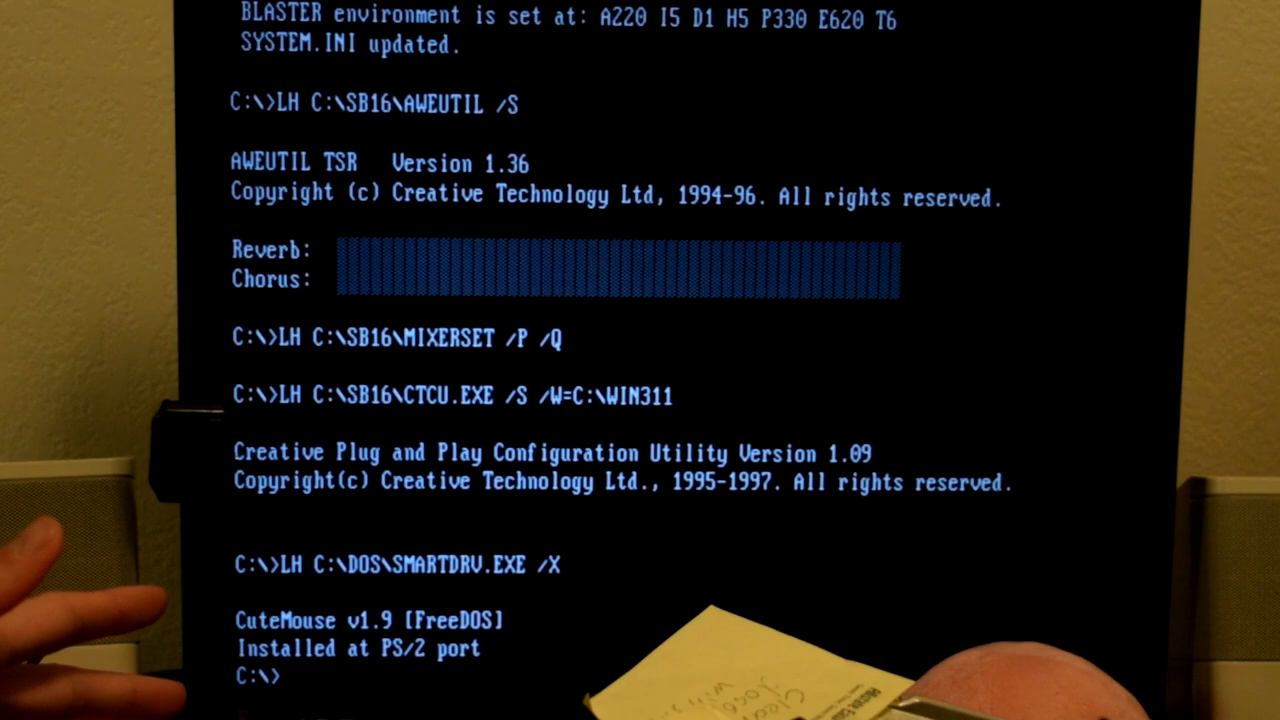 BLASTER environment is set at: A220 I5 D1 H5 P330 E620 T6
SYSTEM.INI updated.
C:\>LH C:\SB16\AWEUTIL /S
AWEUTIL TSR   Version 1.36
Copyright (c) Creative Technology Ltd, 1994-96. All rights reserved.
Reverb:
Chorus:
C:\>LH C:\SB16\MIXERSET /P /Q
C:\>LH C:\SB16\CTCU.EXE /S /W=C:\WIN311
Creative Plug and Play Configuration Utility Version 1.09
Copyright(c) Creative Technology Ltd., 1995-1997. All rights reserved.
C:\>LH C:\DOS\SMARTDRV.EXE /X
CuteMouse v1.9 [FreeDOS]
Installed at PS/2 port
C:\>